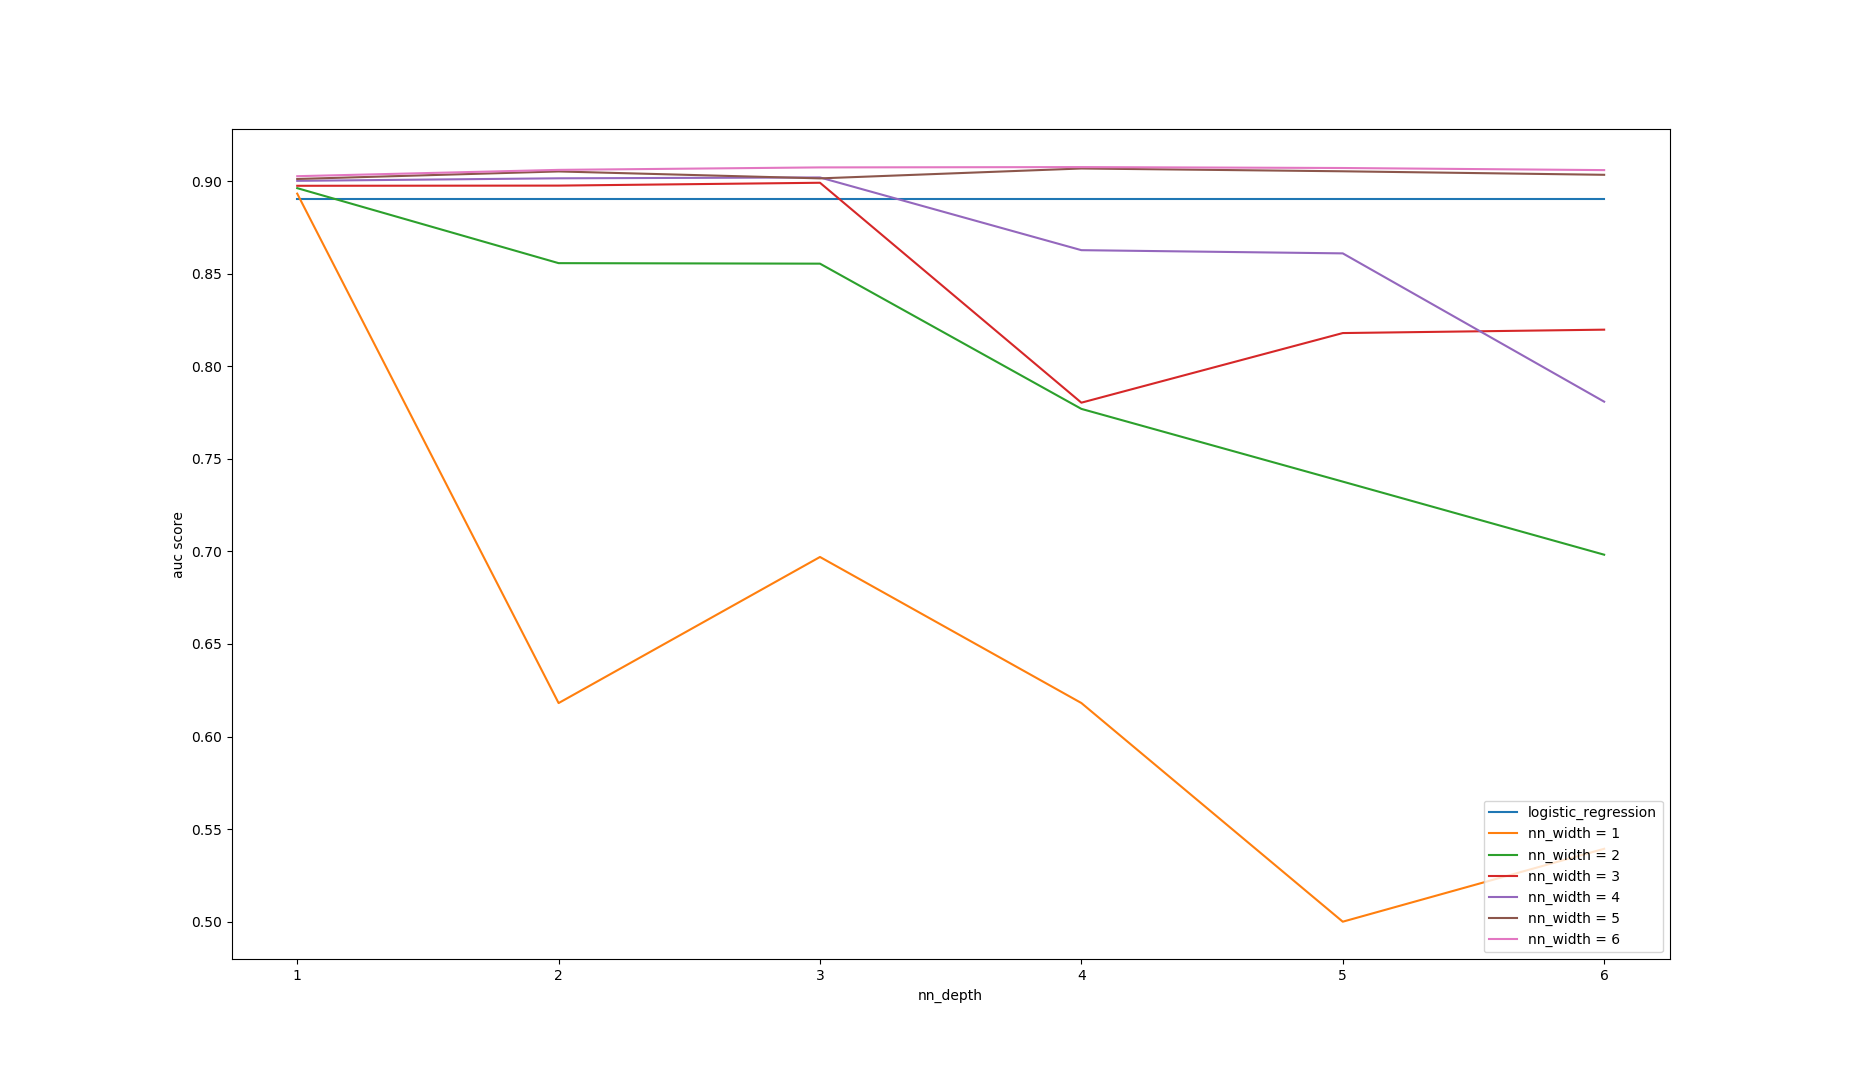 0.90
0.85
0.80
0.75
0.70
0.65
0.60
0.55
0.50
auc score
1 2 3 4 5 6
nn_depth
logistic_regression
nn_width = 1
nn_width = 2
nn_width = 3
nn_width = 4
nn_width = 5
nn_width = 6